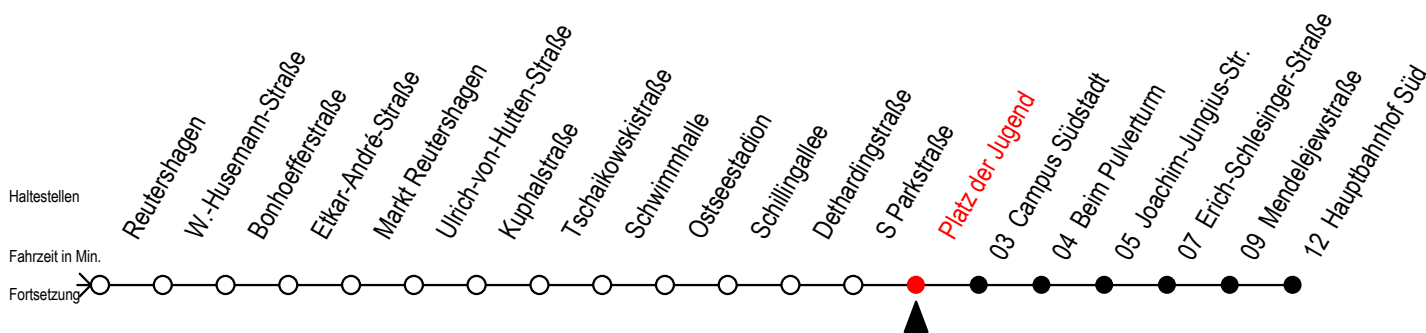 Haltestellen
Reutershagen
W.-Husemann-Straße
Bonhoefferstraße
Etkar-André-Straße
Markt Reutershagen
Ulrich-von-Hutten-Straße
Kuphalstraße
Tschaikowskistraße
Schwimmhalle
Ostseestadion
Schillingallee
Dethardingstraße
S Parkstraße
Platz der Jugend
03 Campus Südstadt
04 Beim Pulverturm
05 Joachim-Jungius-Str.
07 Erich-Schlesinger-Straße
09 Mendelejewstraße
12 Hauptbahnhof Süd
Fahrzeit in Min.
Fortsetzung